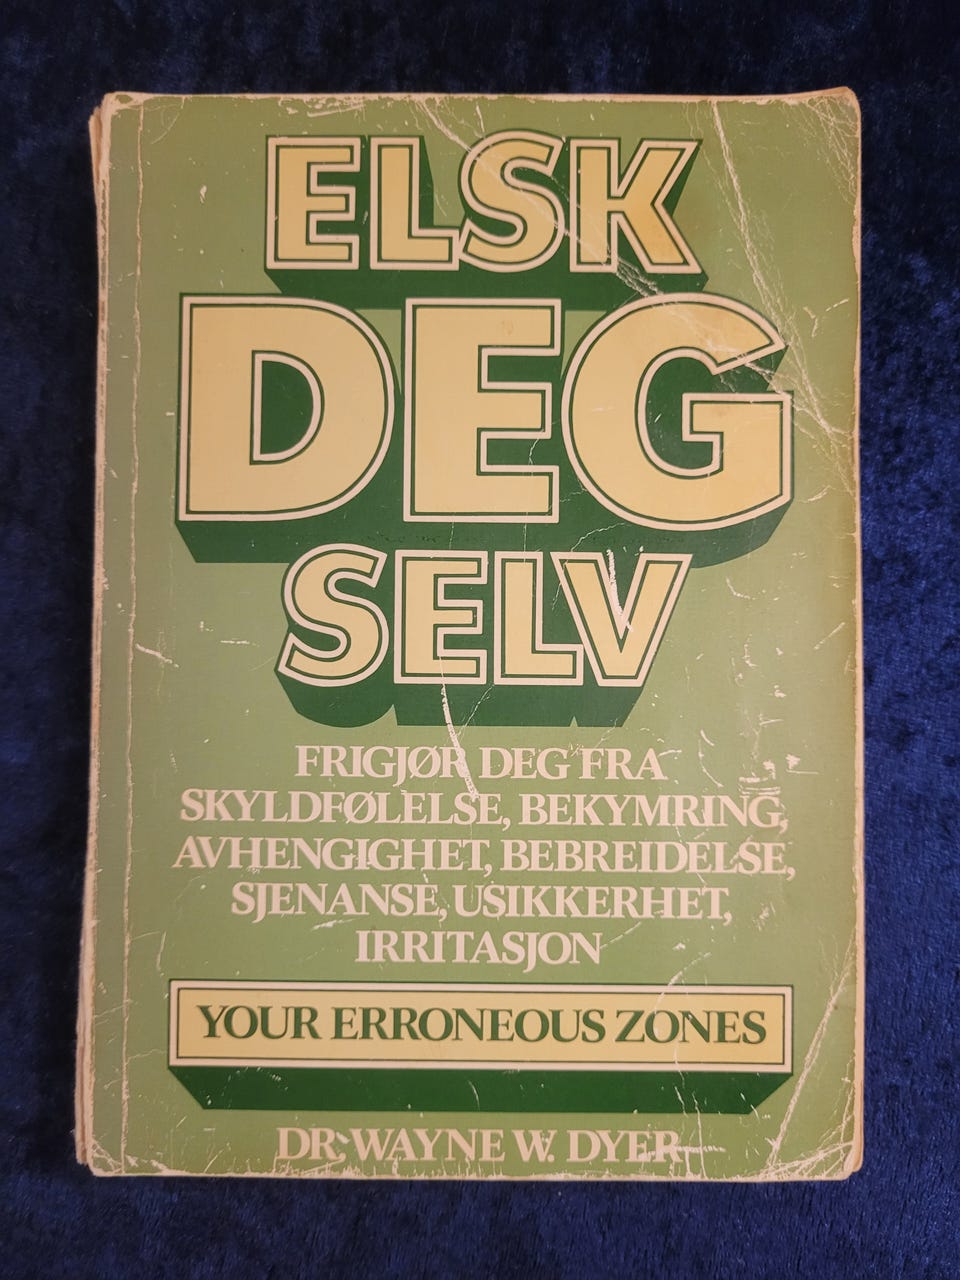 ELSK
DEG
SELV
FRIGJØR DEG FRA
SKYLDFØLELSE, BEKYMRING,
AVHENGIGHET, BEBREIDELSE,
SJENANSE, USIKKERHET,
IRRITASJON
YOUR ERRONEOUS ZONES
DR. WAYNE W. DYER